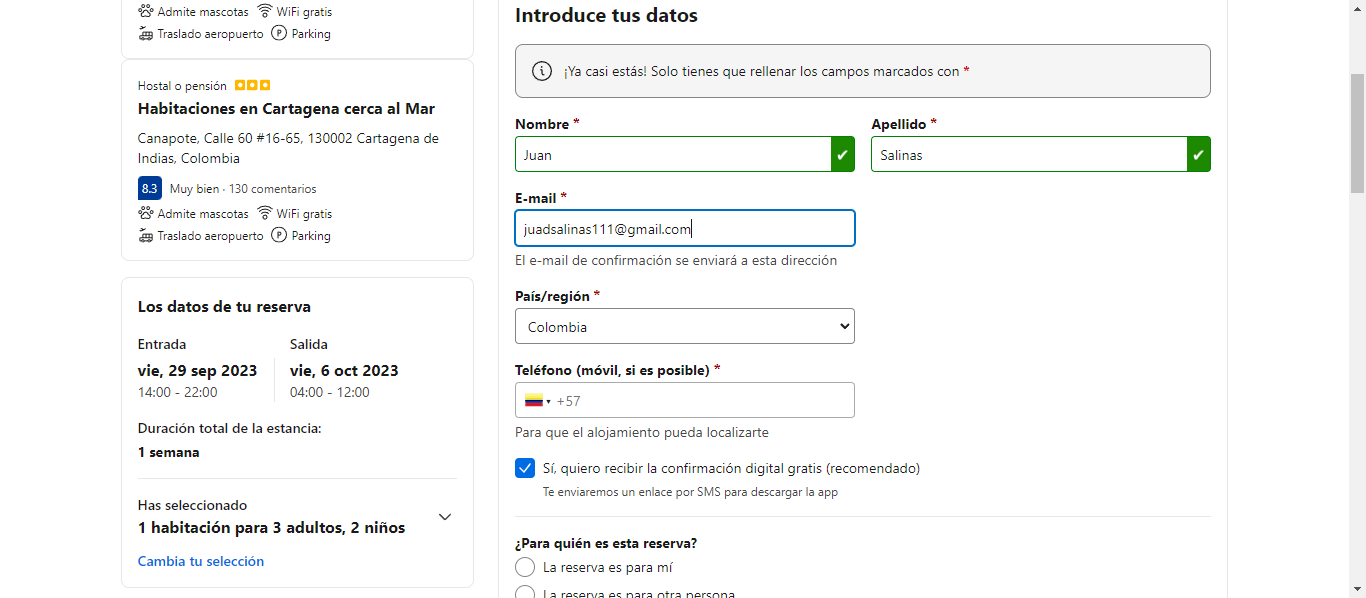 Admite mascotas WiFi gratis
Traslado aeropuerto P Parking
Hostal o pensión
Habitaciones en Cartagena cerca al Mar
Canapote, Calle 60 #16-65, 130002 Cartagena de
Indias, Colombia
8.3 Muy bien · 130 comentarios
Admite mascotas WiFi gratis
Traslado aeropuerto P Parking
Los datos de tu reserva
Entrada Salida
vie, 29 sep 2023 vie, 6 oct 2023
14:00 - 22:00 04:00 - 12:00
Duración total de la estancia:
1 semana
Has seleccionado
1 habitación para 3 adultos, 2 niños
Cambia tu selección
Introduce tus datos
¡Ya casi estás! Solo tienes que rellenar los campos marcados con *
Nombre * Apellido *
Juan Salinas
E-mail *
juadsalinas111@gmail.com
El e-mail de confirmación se enviará a esta dirección
País/región *
Colombia
Teléfono (móvil, si es posible) *
+57
Para que el alojamiento pueda localizarte
Sí, quiero recibir la confirmación digital gratis (recomendado)
Te enviaremos un enlace por SMS para descargar la app
¿Para quién es esta reserva?
La reserva es para mí
La reserva es para otra persona